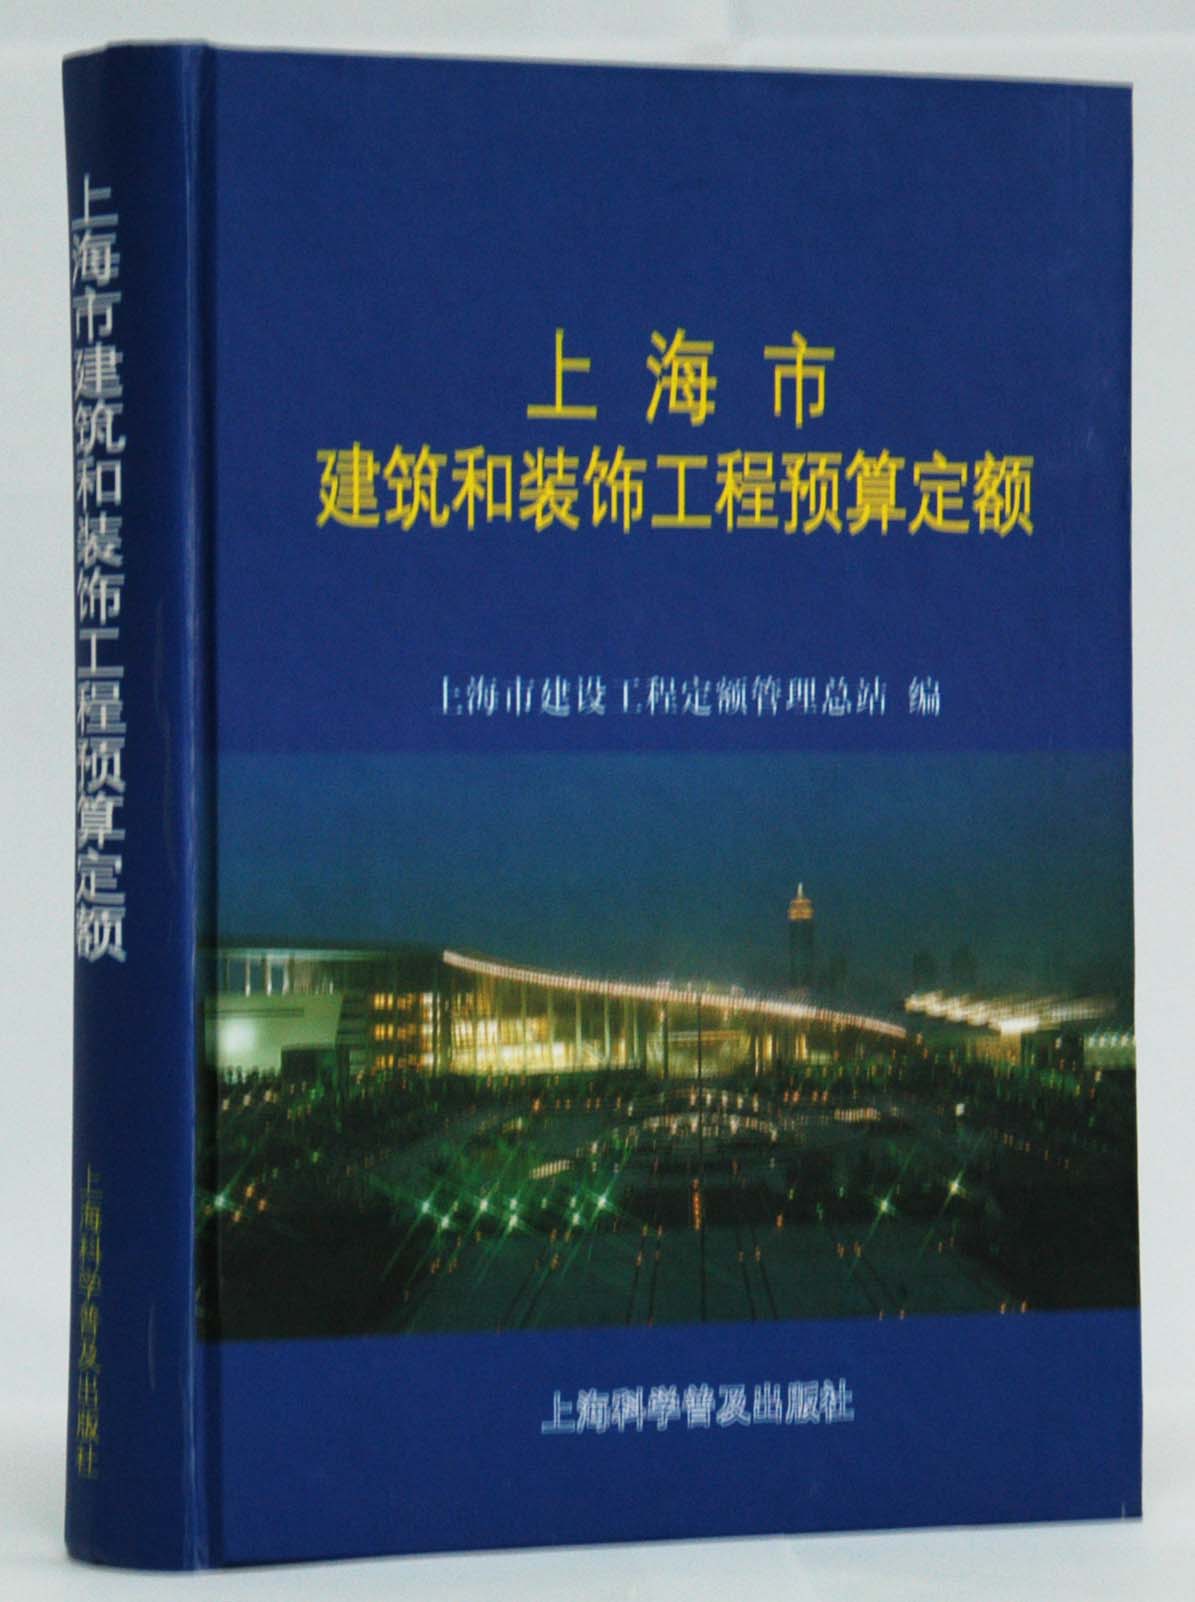 上海市建筑和装饰工程预算定额
上海科学普及出版社
上海市
建筑和装饰工程预算定额
上海市建设工程定额管理总站 编
上海科学普及出版社